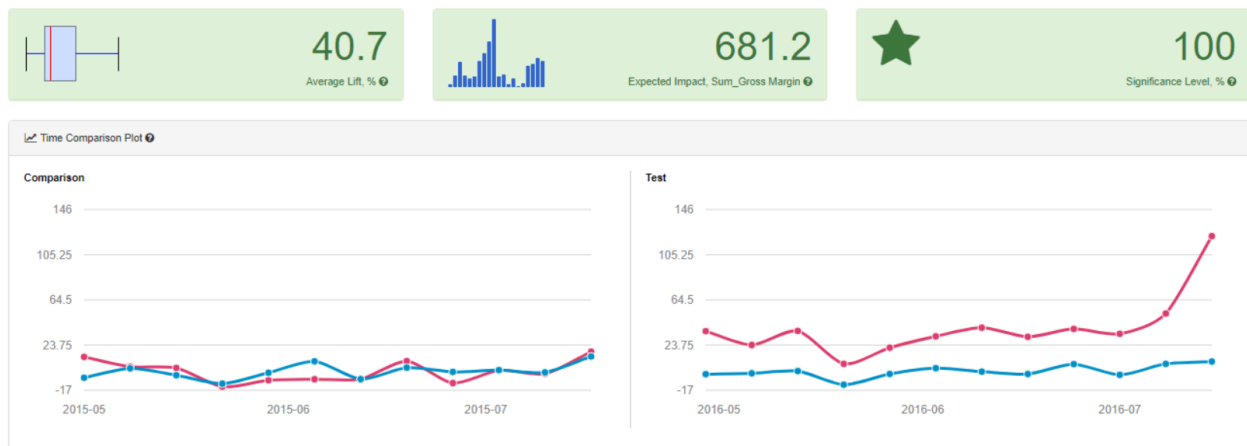 40.7
Average Lift, %
681.2
Expected Impact, Sum_Gross Margin
100
Significance Level, %
Time Comparison Plot
Comparison
146
105.25
64.5
23.75
-17
2015-05 2015-06 2015-07
Test
146
105.25
64.5
23.75
-17
2016-05 2016-06 2016-07